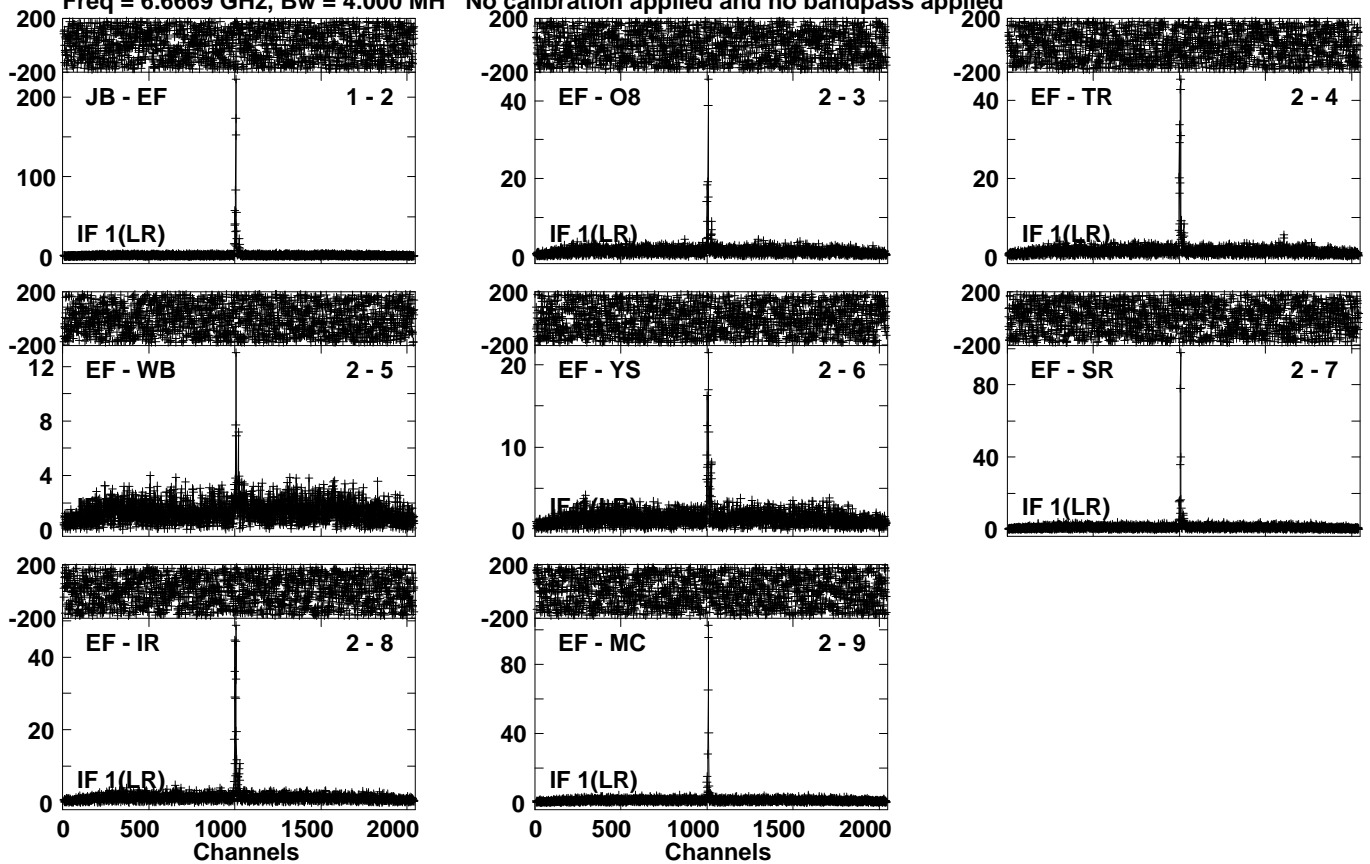 Freq = 6.6669 GHz, Bw = 4.000 MH No calibration applied and no bandpass applied
200 200 200
-200 -200 -200
JB - EF 1 - 2 EF - O8 2 - 3 EF - TR 2 - 4
200 40 40
100 20 20
IF 1(LR) IF 1(LR) IF 1(LR)
0 0 0
200 200 200
-200 -200 -200
EF - WB 2 - 5 EF - YS 2 - 6 EF - SR 2 - 7
12 20 80
8
4 10 40
IF 1(LR) IF 1(LR)
0 0 0
200 200
-200 -200
EF - IR 2 - 8 EF - MC 2 - 9
40 80
20 40
IF 1(LR) IF 1(LR)
0 0
0 500 1000 1500 2000 0 500 1000 1500 2000
Channels Channels